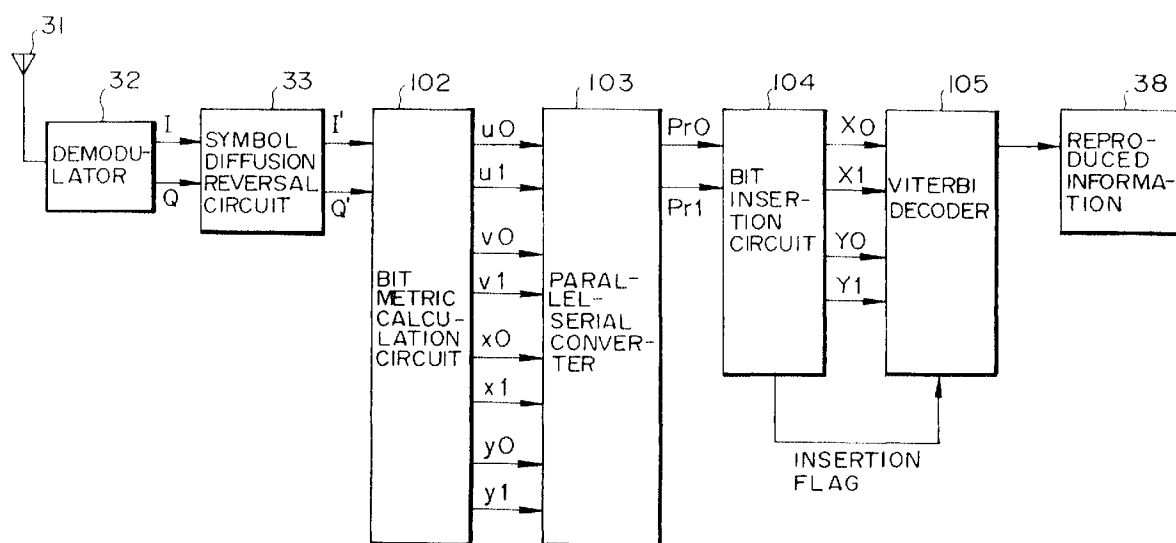 31
32
33
102
103
104
105
38
DEMODU-
LATOR
I
Q
SYMBOL
DIFFUSION
REVERSAL
CIRCUIT
I'
Q'
BIT
METRIC
CALCU-
LATION
CIRCUIT
u0
u1
v0
v1
x0
x1
y0
y1
PARAL-
LEL-
SERIAL
CONVER-
TER
Pr0
Pr1
BIT
INSER-
TION
CIRCUIT
X0
X1
Y0
Y1
VITERBI
DECODER
REPRO-
DUCED
INFORMA-
TION
INSERTION
FLAG